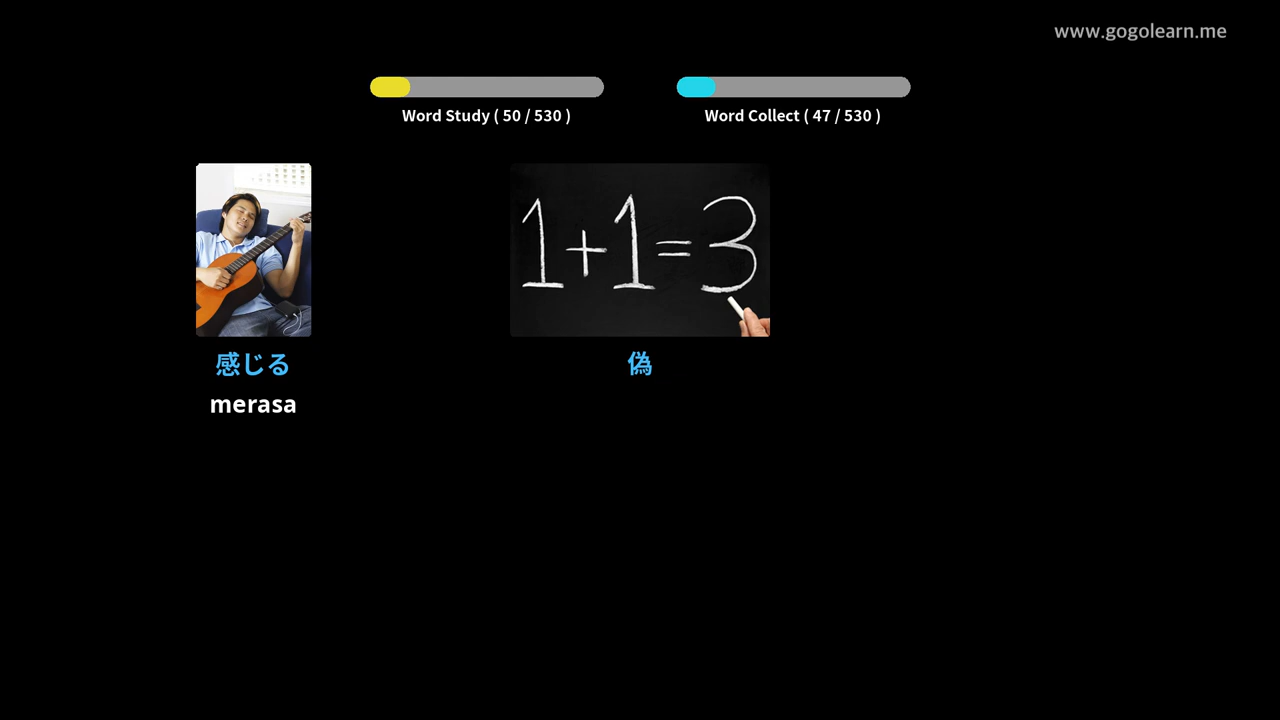 www.gogolearn.me
Word Study ( 50 / 530 )
Word Collect ( 47 / 530 )
1+1=3
感じる
偽
merasa